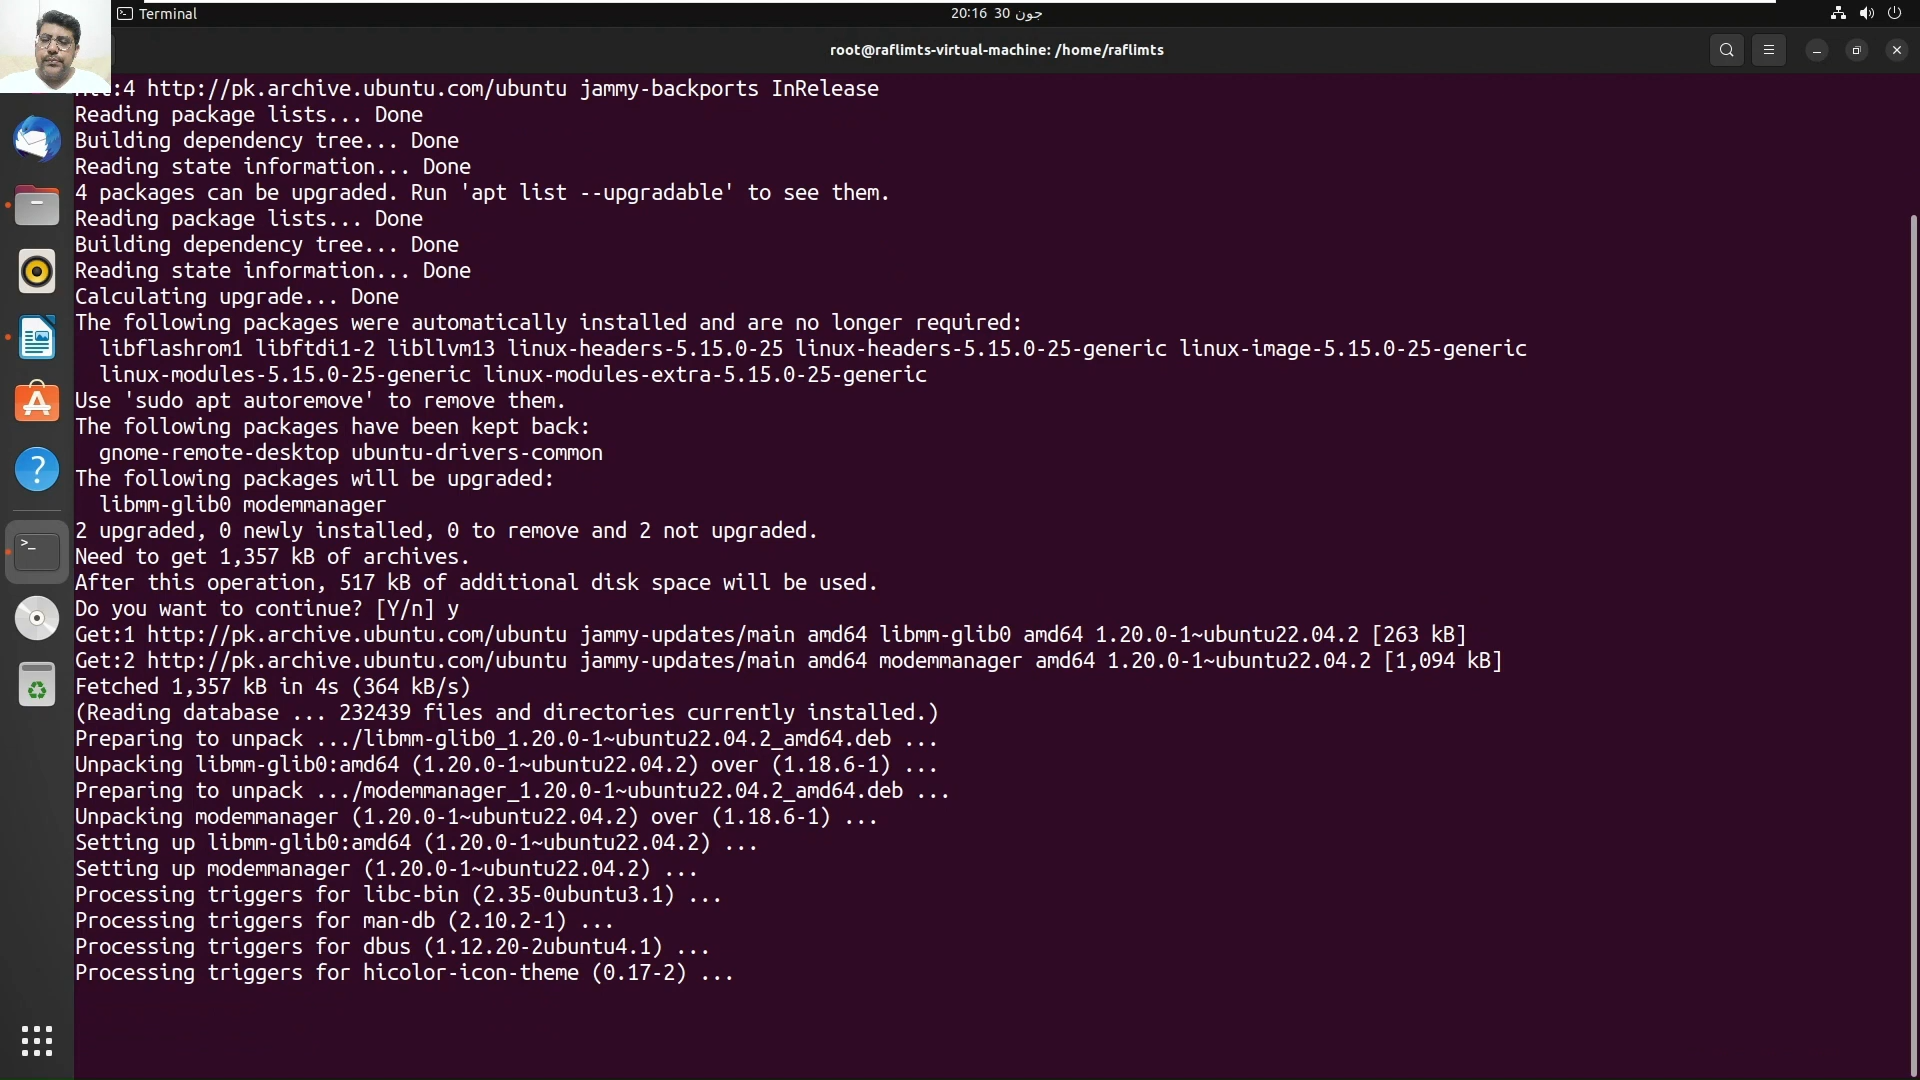 Terminal
20:16 30 جون
root@raflimts-virtual-machine: /home/raflimts
:4 http://pk.archive.ubuntu.com/ubuntu jammy-backports InRelease
Reading package lists... Done
Building dependency tree... Done
Reading state information... Done
4 packages can be upgraded. Run 'apt list --upgradable' to see them.
Reading package lists... Done
Building dependency tree... Done
Reading state information... Done
Calculating upgrade... Done
The following packages were automatically installed and are no longer required:
  libflashrom1 libftdi1-2 libllvm13 linux-headers-5.15.0-25 linux-headers-5.15.0-25-generic linux-image-5.15.0-25-generic
  linux-modules-5.15.0-25-generic linux-modules-extra-5.15.0-25-generic
Use 'sudo apt autoremove' to remove them.
The following packages have been kept back:
  gnome-remote-desktop ubuntu-drivers-common
The following packages will be upgraded:
  libmm-glib0 modemmanager
2 upgraded, 0 newly installed, 0 to remove and 2 not upgraded.
Need to get 1,357 kB of archives.
After this operation, 517 kB of additional disk space will be used.
Do you want to continue? [Y/n] y
Get:1 http://pk.archive.ubuntu.com/ubuntu jammy-updates/main amd64 libmm-glib0 amd64 1.20.0-1~ubuntu22.04.2 [263 kB]
Get:2 http://pk.archive.ubuntu.com/ubuntu jammy-updates/main amd64 modemmanager amd64 1.20.0-1~ubuntu22.04.2 [1,094 kB]
Fetched 1,357 kB in 4s (364 kB/s)
(Reading database ... 232439 files and directories currently installed.)
Preparing to unpack .../libmm-glib0_1.20.0-1~ubuntu22.04.2_amd64.deb ...
Unpacking libmm-glib0:amd64 (1.20.0-1~ubuntu22.04.2) over (1.18.6-1) ...
Preparing to unpack .../modemmanager_1.20.0-1~ubuntu22.04.2_amd64.deb ...
Unpacking modemmanager (1.20.0-1~ubuntu22.04.2) over (1.18.6-1) ...
Setting up libmm-glib0:amd64 (1.20.0-1~ubuntu22.04.2) ...
Setting up modemmanager (1.20.0-1~ubuntu22.04.2) ...
Processing triggers for libc-bin (2.35-0ubuntu3.1) ...
Processing triggers for man-db (2.10.2-1) ...
Processing triggers for dbus (1.12.20-2ubuntu4.1) ...
Processing triggers for hicolor-icon-theme (0.17-2) ...